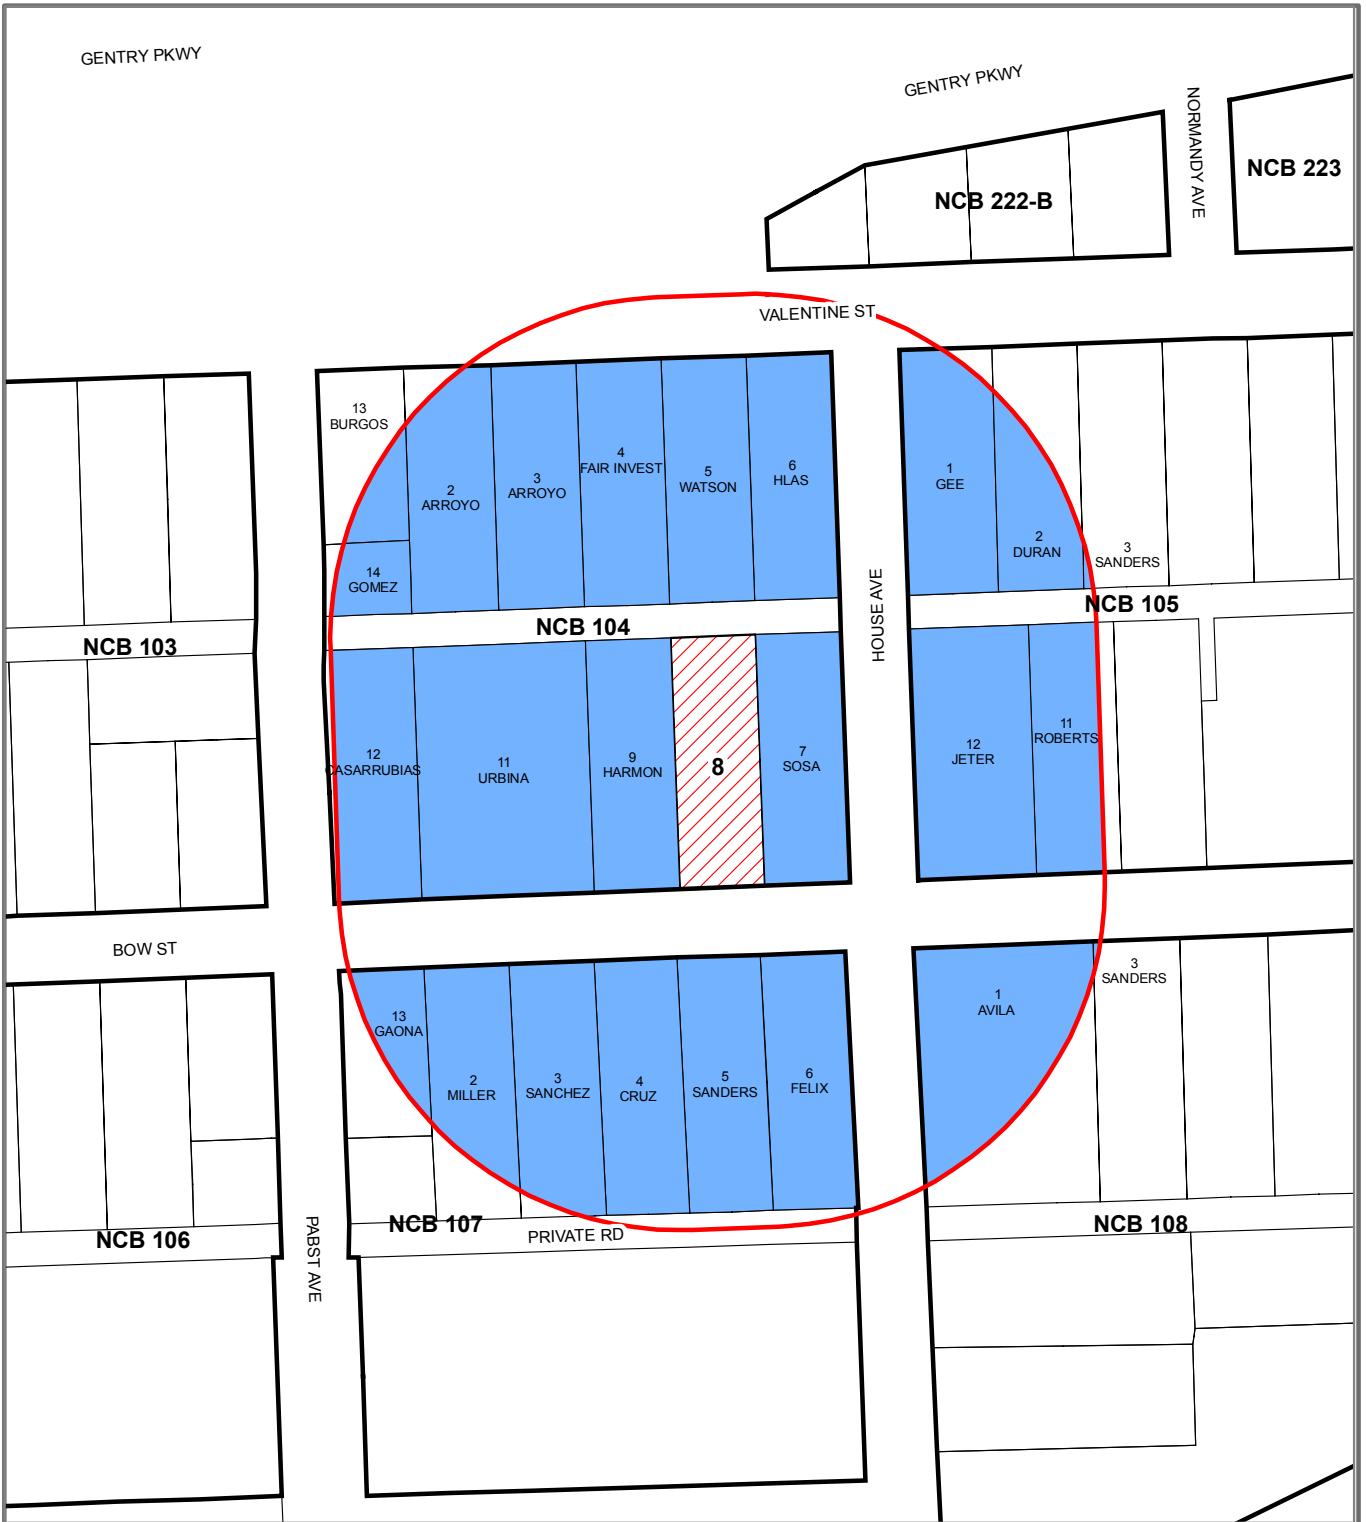 GENTRY PKWY
GENTRY PKWY
NORMANDY AVE
NCB 223
NCB 222-B
VALENTINE ST
13
BURGOS
2
ARROYO
3
ARROYO
4
FAIR INVEST
5
WATSON
6
HLAS
1
GEE
2
DURAN
3
SANDERS
14
GOMEZ
HOUSE AVE
NCB 103
NCB 104
NCB 105
12
CASARRUBIAS
11
URBINA
9
HARMON
8
7
SOSA
12
JETER
11
ROBERTS
BOW ST
13
GAONA
2
MILLER
3
SANCHEZ
4
CRUZ
5
SANDERS
6
FELIX
1
AVILA
3
SANDERS
NCB 106
PABST AVE
NCB 107
PRIVATE RD
NCB 108
PABST AVE